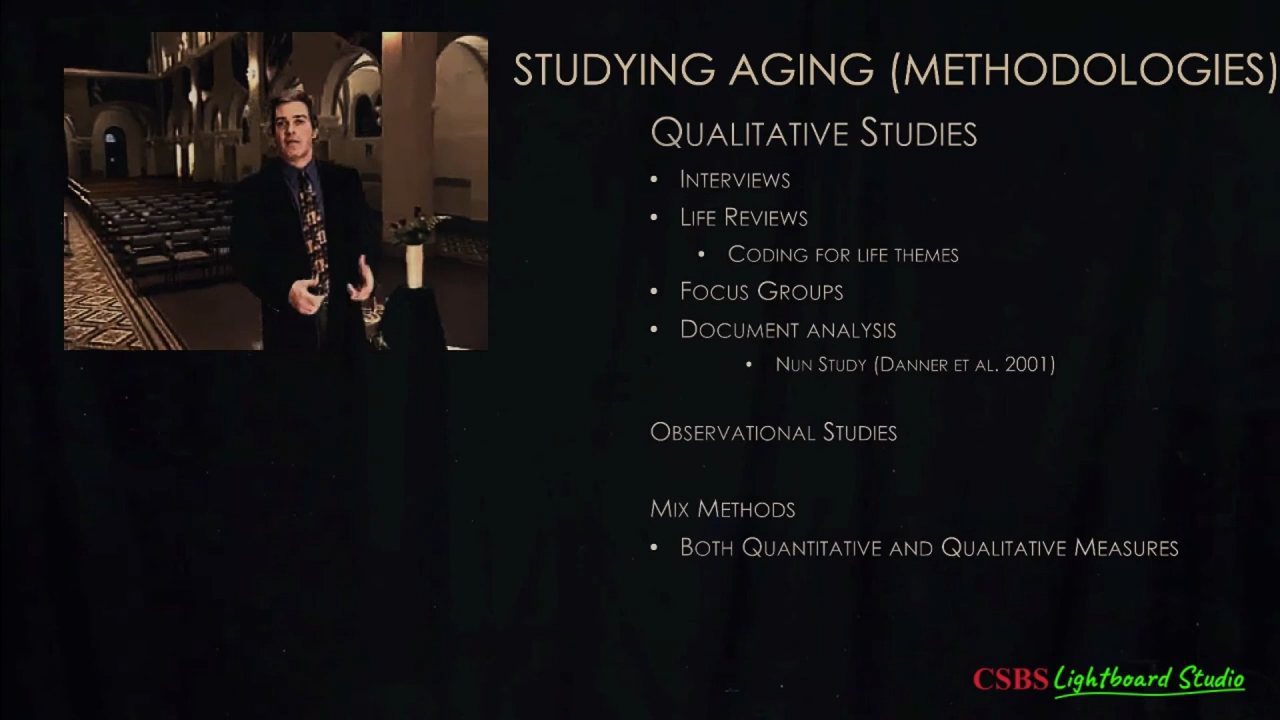 STUDYING AGING (METHODOLOGIES)
QUALITATIVE STUDIES
• INTERVIEWS
• LIFE REVIEWS
• CODING FOR LIFE THEMES
• FOCUS GROUPS
• DOCUMENT ANALYSIS
• NUN STUDY (DANNER ET AL. 2001)
OBSERVATIONAL STUDIES
MIX METHODS
• BOTH QUANTITATIVE AND QUALITATIVE MEASURES
CSBS Lightboard Studio